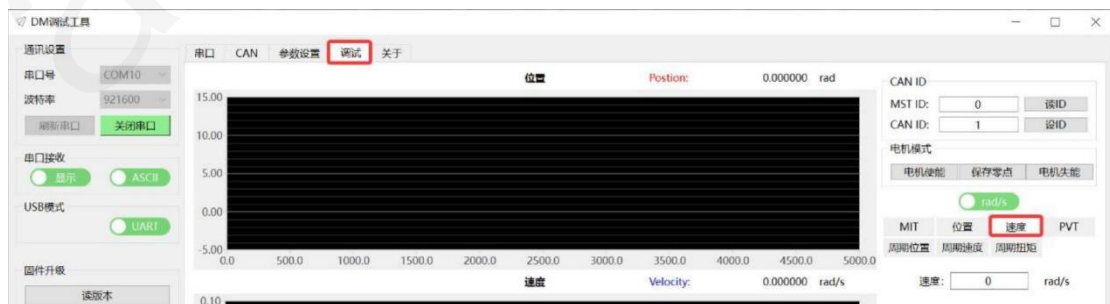 DM调试工具
通讯设置
串口号 COM10
波特率 921600
刷新串口 关闭串口
串口接收
显示 ASCII
USB模式
UART
固件升级
读版本
串口 CAN 参数设置 调试 关于
位置 Postion: 0.000000 rad
15.00
10.00
5.00
0.00
-5.00
0.0 500.0 1000.0 1500.0 2000.0 2500.0 3000.0 3500.0 4000.0 4500.0 5000.0
速度 Velocity: 0.000000 rad/s
0.10
CAN ID
MST ID: 0 读ID
CAN ID: 1 设ID
电机模式
电机使能 保存零点 电机失能
rad/s
MIT 位置 速度 PVT
周期位置 周期速度 周期扭矩
速度: 0 rad/s